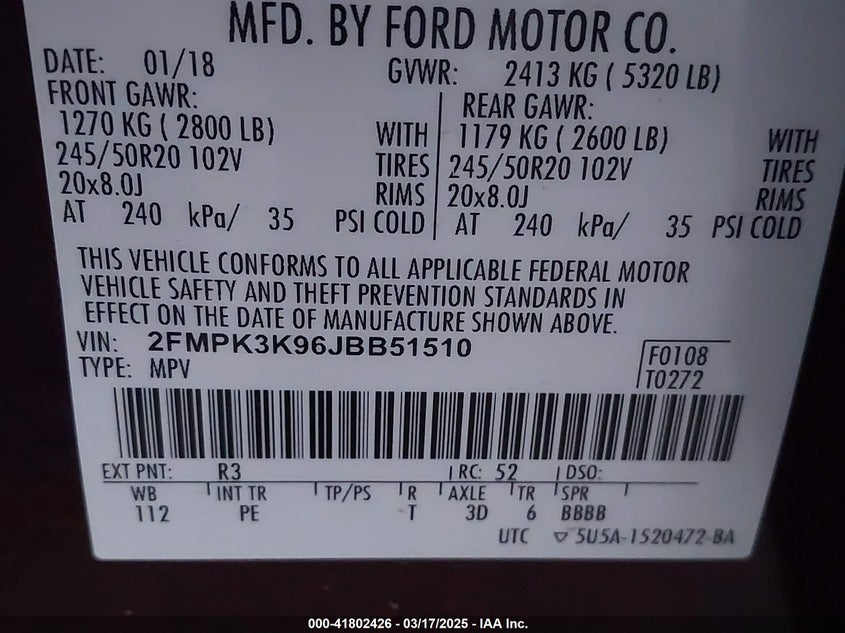 MFD. BY FORD MOTOR CO.
DATE: 01/18 GVWR: 2413 KG ( 5320 LB)
FRONT GAWR: REAR GAWR:
1270 KG ( 2800 LB) WITH 1179 KG ( 2600 LB) WITH
245/50R20 102V TIRES 245/50R20 102V TIRES
20x8.0J RIMS 20x8.0J RIMS
AT 240 kPa/ 35 PSI COLD AT 240 kPa/ 35 PSI COLD
THIS VEHICLE CONFORMS TO ALL APPLICABLE FEDERAL MOTOR
VEHICLE SAFETY AND THEFT PREVENTION STANDARDS IN
EFFECT ON THE DATE OF MANUFACTURE SHOWN ABOVE.
VIN: 2FMPK3K96JBB51510 F0108
TYPE: MPV T0272
EXT PNT: R3 RC: 52 DSO:
WB INT TR TP/PS R AXLE TR SPR
112 PE T 3D 6 BBBB
UTC ▽ 5U5A-1520472-BA
000-41802426 - 03/17/2025 - IAA Inc.